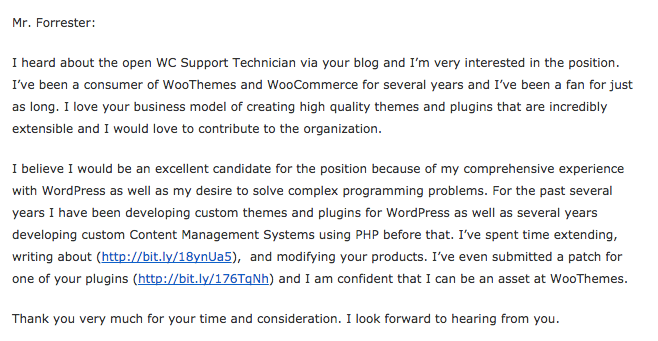 Mr. Forrester:
I heard about the open WC Support Technician via your blog and I’m very interested in the position.
I’ve been a consumer of WooThemes and WooCommerce for several years and I’ve been a fan for just
as long. I love your business model of creating high quality themes and plugins that are incredibly
extensible and I would love to contribute to the organization.
I believe I would be an excellent candidate for the position because of my comprehensive experience
with WordPress as well as my desire to solve complex programming problems. For the past several
years I have been developing custom themes and plugins for WordPress as well as several years
developing custom Content Management Systems using PHP before that. I’ve spent time extending,
writing about (http://bit.ly/18ynUa5),  and modifying your products. I’ve even submitted a patch for
one of your plugins (http://bit.ly/176TqNh) and I am confident that I can be an asset at WooThemes.
Thank you very much for your time and consideration. I look forward to hearing from you.